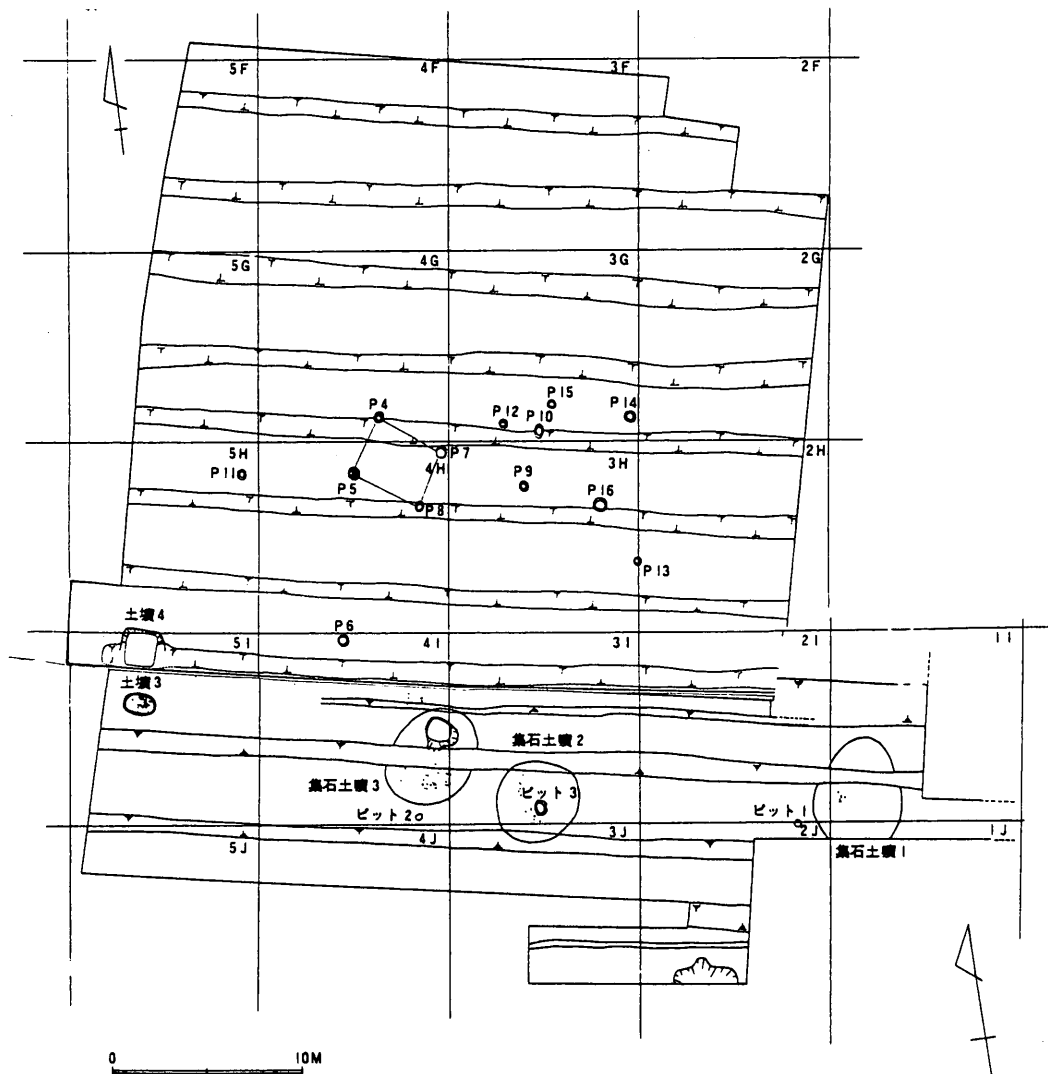 5F 4F 3F 2F
5G 4G 3G 2G
P4 P12 P10 P15 P14
5H P7 4H 3H 2H
P11 P5 P8 P9 P16
P13
土壙4
P6
5I 4I 3I 2I 1I
土壙3
集石土壙2
集石土壙3 ピット3
ピット2 ピット1
5J 4J 3J 2J 1J
集石土壙1
0 10M